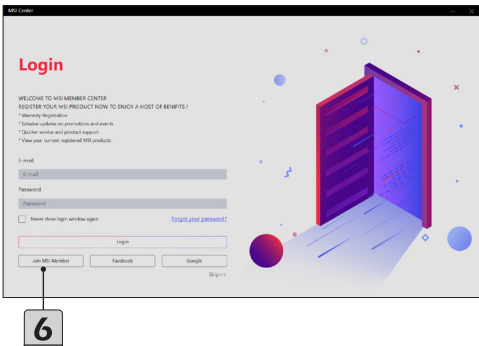 MSI Center
Login
WELCOME TO MSI MEMBER CENTER
REGISTER YOUR MSI PRODUCT NOW TO ENJOY A HOST OF BENIFITS !
* Warranty Registration
* Exlusive updates on promotions and events
* Quicker service and product support
* View your current registered MSI products
E-mail
E-mail
Password
Password
Never show login window again Forgot your password?
Login
Join MSI Member Facebook Google
Skip >>
6